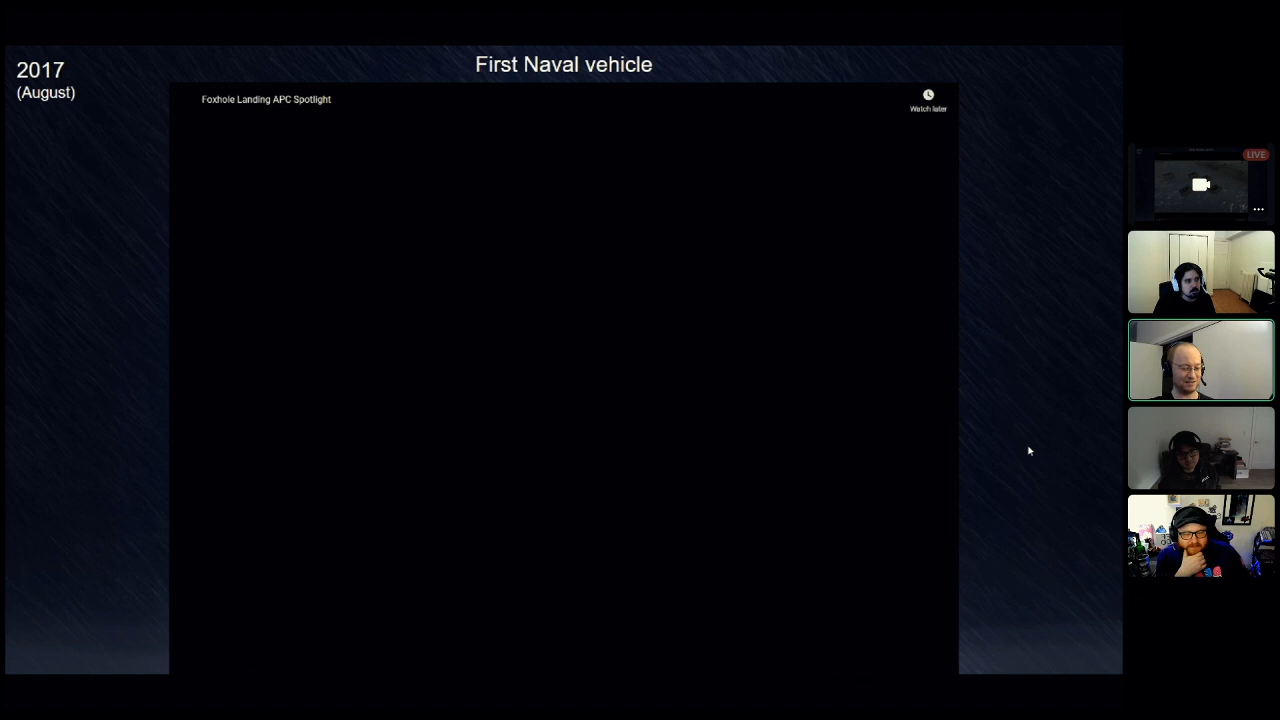 2017
(August)
First Naval vehicle
Foxhole Landing APC Spotlight
Watch later
LIVE